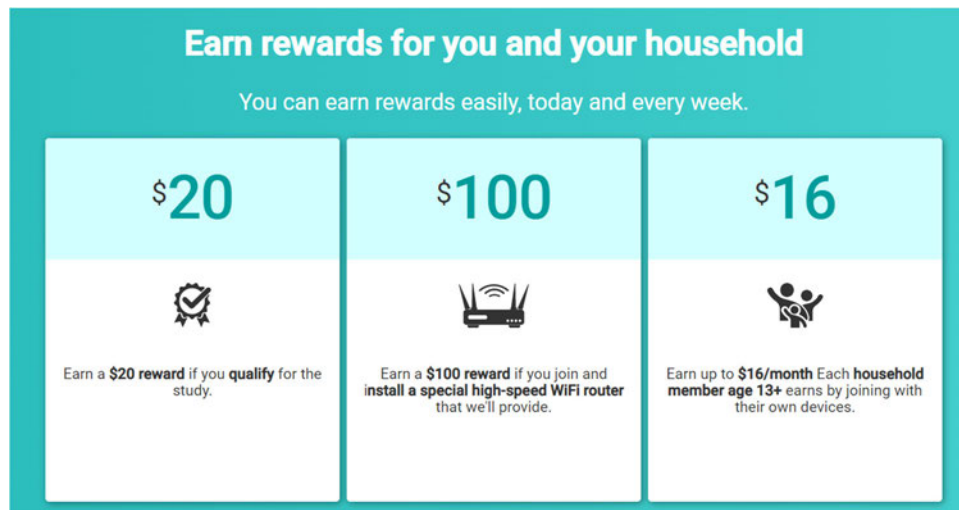 Earn rewards for you and your household
You can earn rewards easily, today and every week.
$20
Earn a $20 reward if you qualify for the
study.
$100
Earn a $100 reward if you join and
install a special high-speed WiFi router
that we'll provide.
$16
Earn up to $16/month Each household
member age 13+ earns by joining with
their own devices.